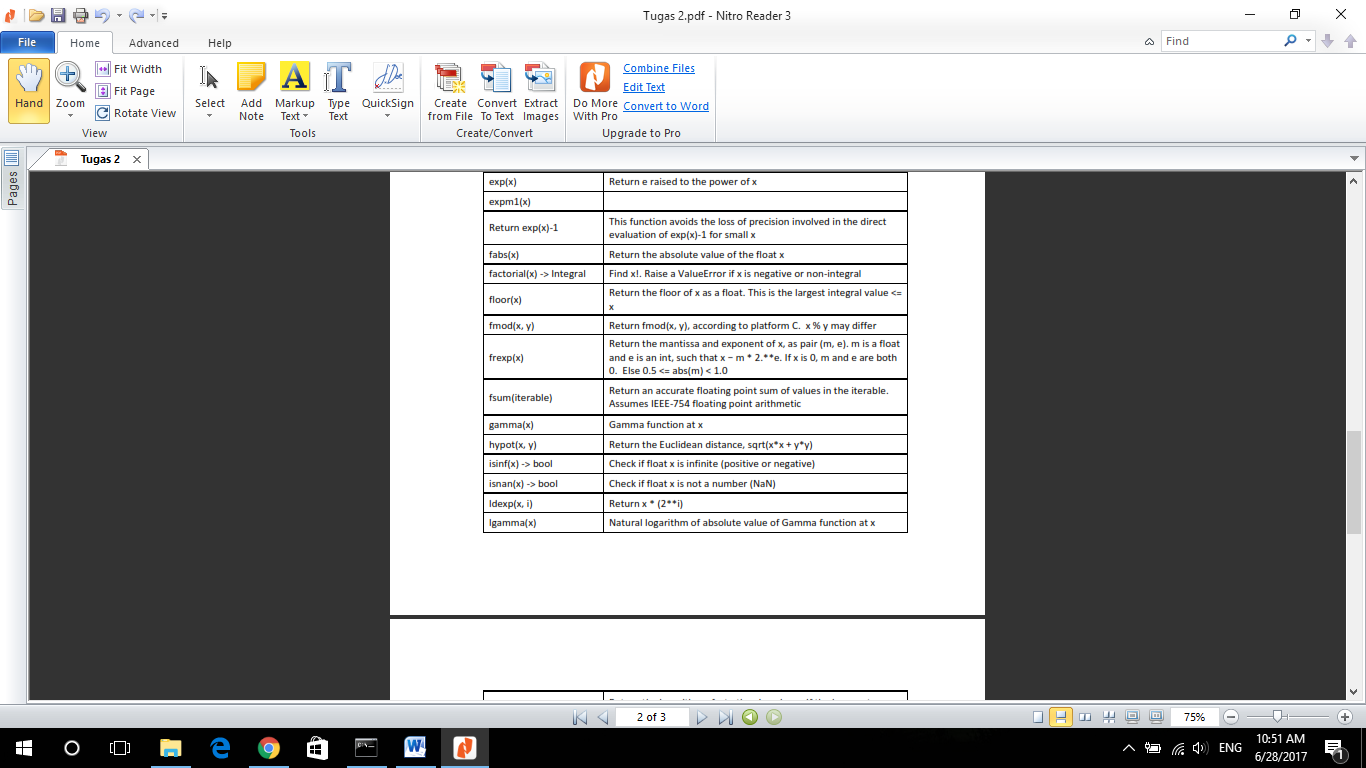 Tugas 2.pdf - Nitro Reader 3
File Home Advanced Help Find
Hand
Zoom
Fit Width
Fit Page
Rotate View
View
Select
Add Note
Markup Text
Type Text
QuickSign
Tools
Create from File
Convert To Text
Extract Images
Create/Convert
Do More With Pro
Combine Files
Edit Text
Convert to Word
Upgrade to Pro
Tugas 2
Pages
exp(x) Return e raised to the power of x
expm1(x)
Return exp(x)-1 This function avoids the loss of precision involved in the direct
evaluation of exp(x)-1 for small x
fabs(x) Return the absolute value of the float x
factorial(x) -> Integral Find x!. Raise a ValueError if x is negative or non-integral
floor(x) Return the floor of x as a float. This is the largest integral value <=
x
fmod(x, y) Return fmod(x, y), according to platform C. x % y may differ
frexp(x) Return the mantissa and exponent of x, as pair (m, e). m is a float
and e is an int, such that x − m * 2.**e. If x is 0, m and e are both
0. Else 0.5 <= abs(m) < 1.0
fsum(iterable) Return an accurate floating point sum of values in the iterable.
Assumes IEEE-754 floating point arithmetic
gamma(x) Gamma function at x
hypot(x, y) Return the Euclidean distance, sqrt(x*x + y*y)
isinf(x) -> bool Check if float x is infinite (positive or negative)
isnan(x) -> bool Check if float x is not a number (NaN)
ldexp(x, i) Return x * (2**i)
lgamma(x) Natural logarithm of absolute value of Gamma function at x
2 of 3
75%
ENG
10:51 AM
6/28/2017
1